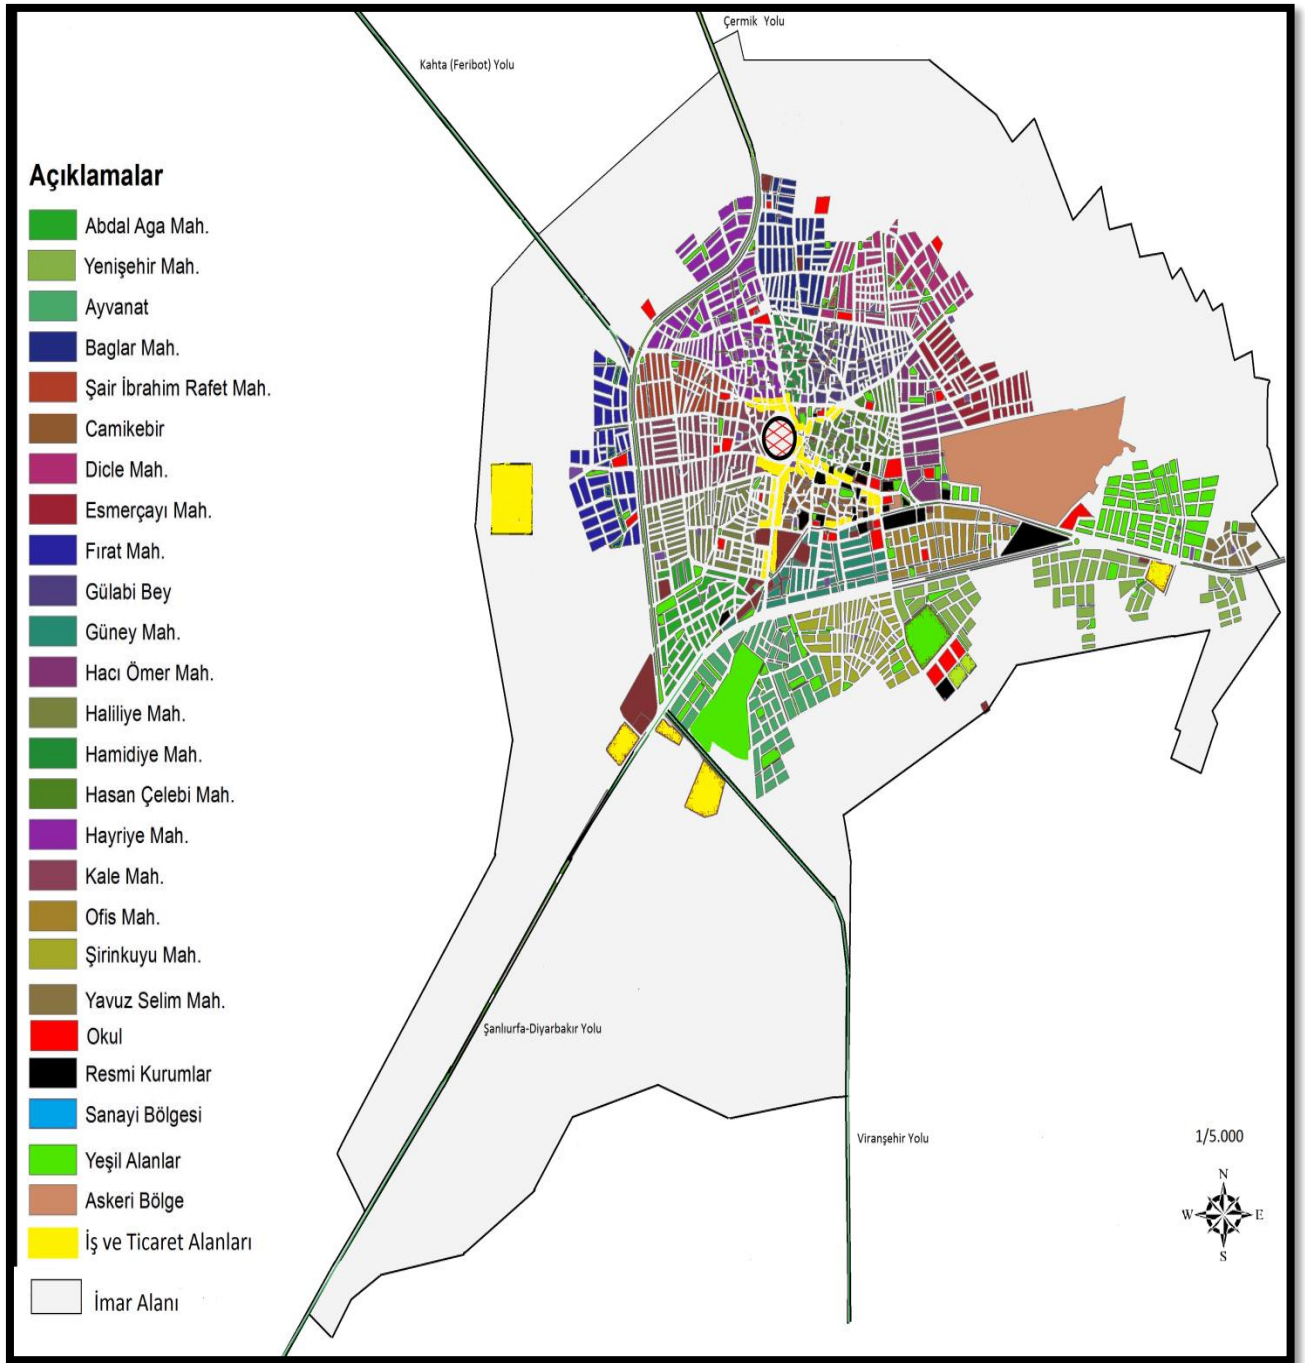 Çermik Yolu
Kahta (Feribot) Yolu
Açıklamalar
Abdal Aga Mah.
Yenişehir Mah.
Ayvanat
Baglar Mah.
Şair İbrahim Rafet Mah.
Camikebir
Dicle Mah.
Esmerçayı Mah.
Fırat Mah.
Gülabi Bey
Güney Mah.
Hacı Ömer Mah.
Haliliye Mah.
Hamidiye Mah.
Hasan Çelebi Mah.
Hayriye Mah.
Kale Mah.
Ofis Mah.
Şirinkuyu Mah.
Yavuz Selim Mah.
Okul
Resmi Kurumlar
Sanayi Bölgesi
Yeşil Alanlar
Askeri Bölge
İş ve Ticaret Alanları
İmar Alanı
Şanlıurfa-Diyarbakır Yolu
Viranşehir Yolu
1/5.000
N
W E
S